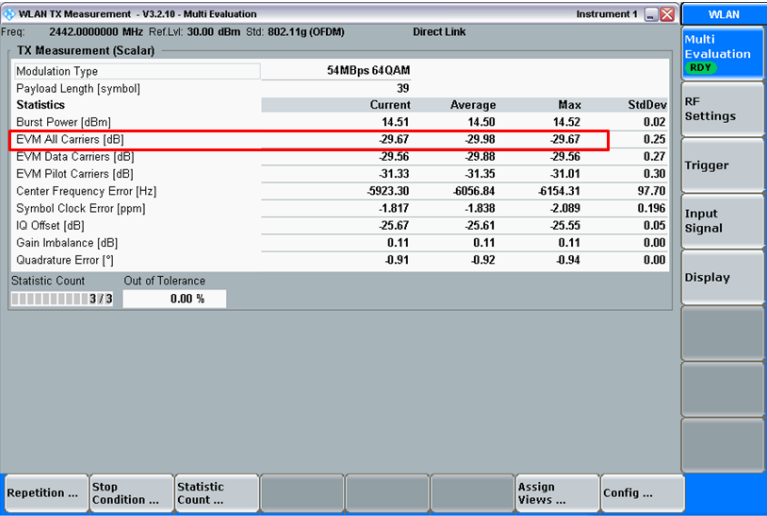 WLAN TX Measurement - V3.2.10 - Multi Evaluation Instrument 1 WLAN
Freq: 2442.0000000 MHz Ref.Lvl: 30.00 dBm Std: 802.11g (OFDM) Direct Link
TX Measurement (Scalar)
Modulation Type 54MBps 64QAM
Payload Length [symbol] 39
Statistics Current Average Max StdDev
Burst Power [dBm] 14.51 14.50 14.52 0.02
EVM All Carriers [dB] -29.67 -29.98 -29.67 0.25
EVM Data Carriers [dB] -29.56 -29.88 -29.56 0.27
EVM Pilot Carriers [dB] -31.33 -31.35 -31.01 0.30
Center Frequency Error [Hz] -5923.30 -6056.84 -6154.31 97.70
Symbol Clock Error [ppm] -1.817 -1.838 -2.089 0.196
IQ Offset [dB] -25.67 -25.61 -25.55 0.05
Gain Imbalance [dB] 0.11 0.11 0.11 0.00
Quadrature Error [°] -0.91 -0.92 -0.94 0.00
Statistic Count Out of Tolerance
3 / 3 0.00 %
Multi
Evaluation
RDY
RF
Settings
Trigger
Input
Signal
Display
Repetition ...
Stop
Condition ...
Statistic
Count ...
Assign
Views ...
Config ...